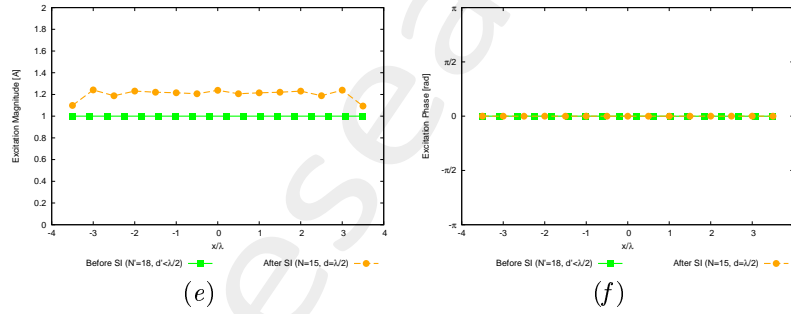 Excitation Magnitude [A]
2
1.8
1.6
1.4
1.2
1
0.8
0.6
0.4
0.2
0
-4 -3 -2 -1 0 1 2 3 4
x/λ
Before SI (N'=18, d'<λ/2)
After SI (N=15, d=λ/2)
(e)
Excitation Phase [rad]
π
π/2
0
-π/2
-π
-4 -3 -2 -1 0 1 2 3 4
x/λ
Before SI (N'=18, d'<λ/2)
After SI (N=15, d=λ/2)
(f)